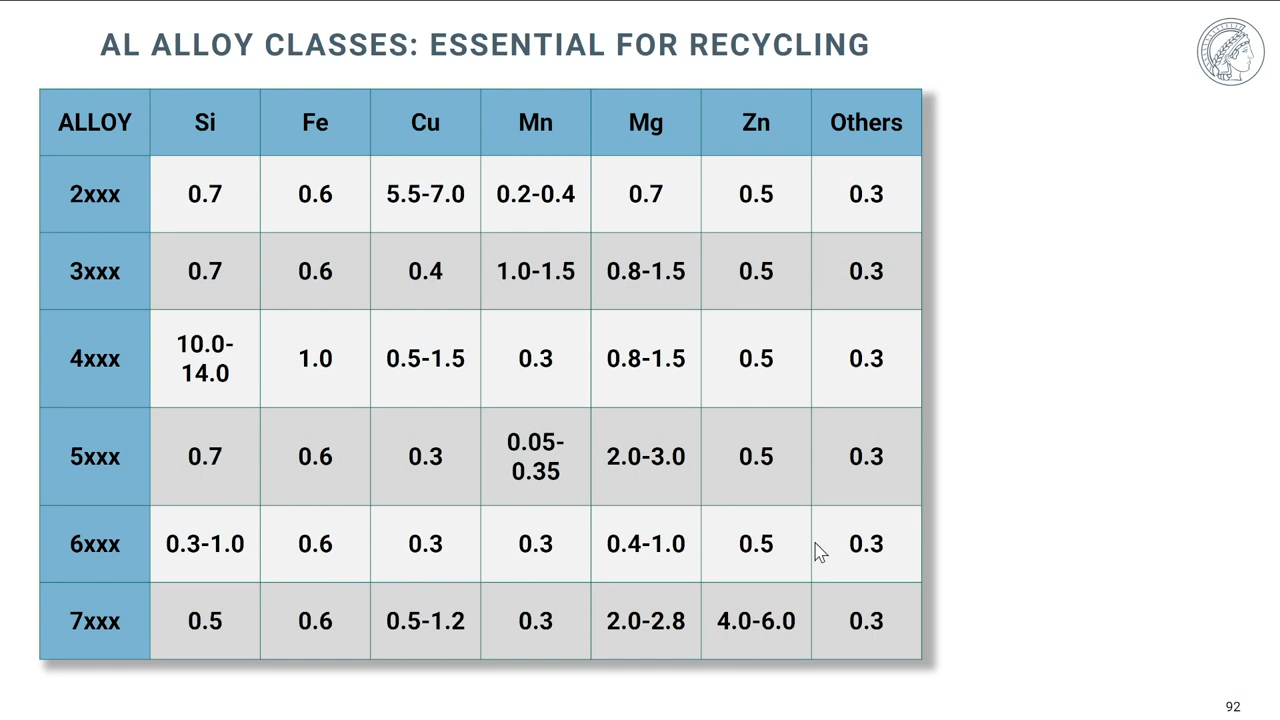 AL ALLOY CLASSES: ESSENTIAL FOR RECYCLING
ALLOY Si Fe Cu Mn Mg Zn Others
2xxx 0.7 0.6 5.5-7.0 0.2-0.4 0.7 0.5 0.3
3xxx 0.7 0.6 0.4 1.0-1.5 0.8-1.5 0.5 0.3
4xxx 10.0-
14.0 1.0 0.5-1.5 0.3 0.8-1.5 0.5 0.3
5xxx 0.7 0.6 0.3 0.05-
0.35 2.0-3.0 0.5 0.3
6xxx 0.3-1.0 0.6 0.3 0.3 0.4-1.0 0.5 0.3
7xxx 0.5 0.6 0.5-1.2 0.3 2.0-2.8 4.0-6.0 0.3
92